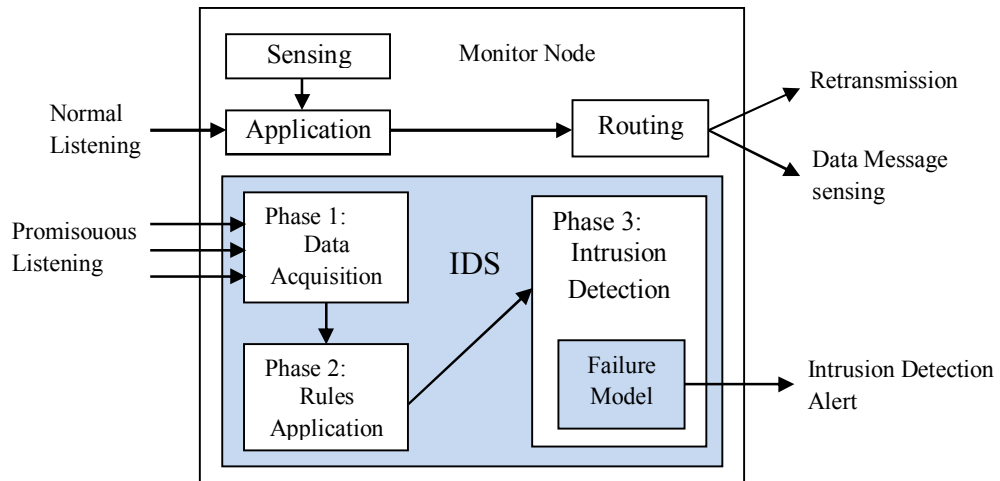 Sensing
Monitor Node
Retransmission
Normal
Listening
Application
Routing
Data Message
sensing
Promisouous
Listening
Phase 1:
Data
Acquisition
IDS
Phase 3:
Intrusion
Detection
Phase 2:
Rules
Application
Failure
Model
Intrusion Detection
Alert